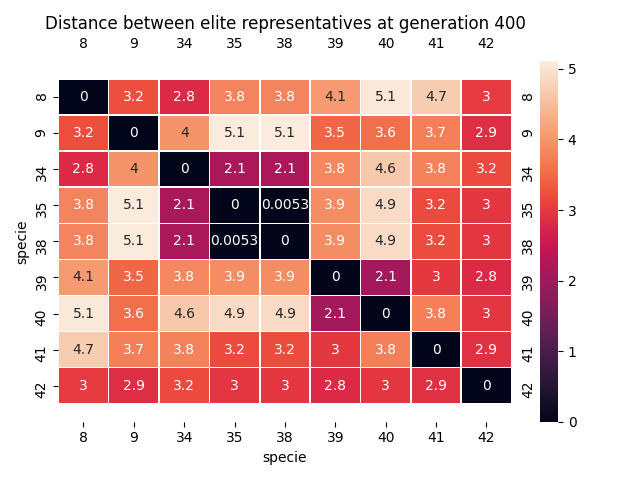 Distance between elite representatives at generation 400
8 9 34 35 38 39 40 41 42
8 0 3.2 2.8 3.8 3.8 4.1 5.1 4.7 3 8
9 3.2 0 4 5.1 5.1 3.5 3.6 3.7 2.9 9
34 2.8 4 0 2.1 2.1 3.8 4.6 3.8 3.2 34
35 3.8 5.1 2.1 0 0.0053 3.9 4.9 3.2 3 35
38 3.8 5.1 2.1 0.0053 0 3.9 4.9 3.2 3 38
39 4.1 3.5 3.8 3.9 3.9 0 2.1 3 2.8 39
40 5.1 3.6 4.6 4.9 4.9 2.1 0 3.8 3 40
41 4.7 3.7 3.8 3.2 3.2 3 3.8 0 2.9 41
42 3 2.9 3.2 3 3 2.8 3 2.9 0 42
8 9 34 35 38 39 40 41 42
specie
specie
5
4
3
2
1
0